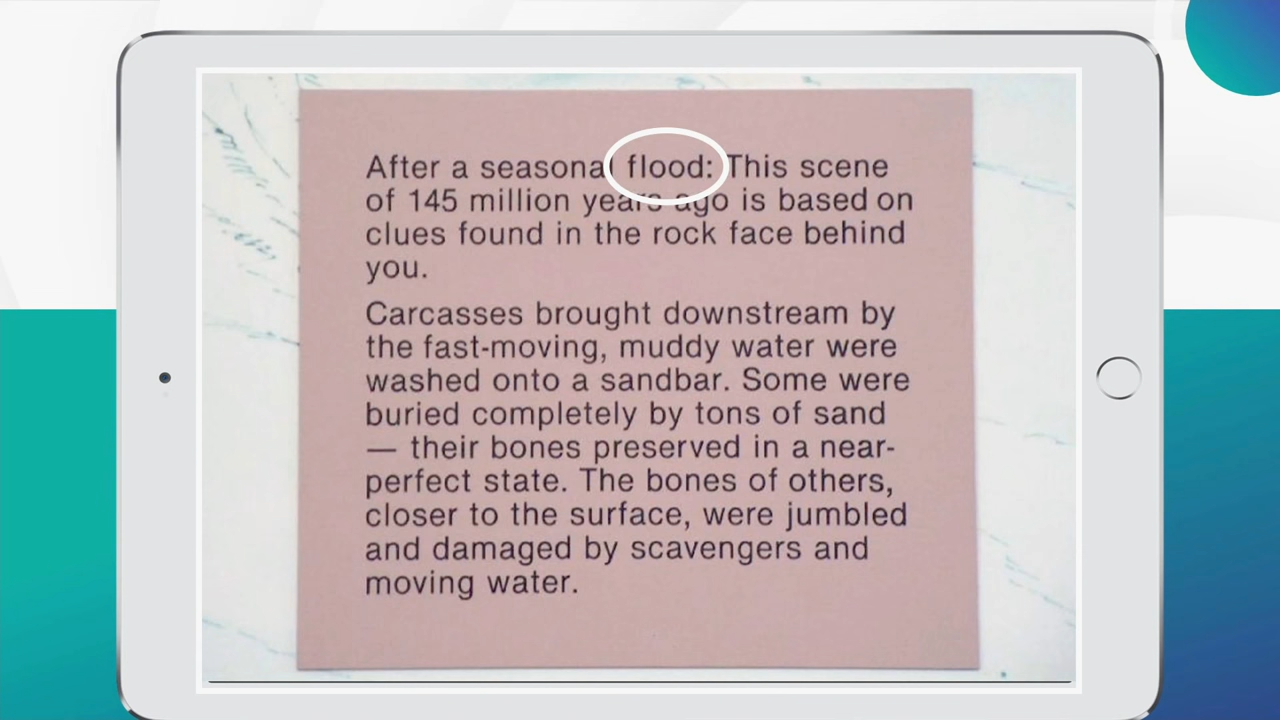 After a seasonal flood: This scene
of 145 million years ago is based on
clues found in the rock face behind
you.
Carcasses brought downstream by
the fast-moving, muddy water were
washed onto a sandbar. Some were
buried completely by tons of sand
— their bones preserved in a near-
perfect state. The bones of others,
closer to the surface, were jumbled
and damaged by scavengers and
moving water.